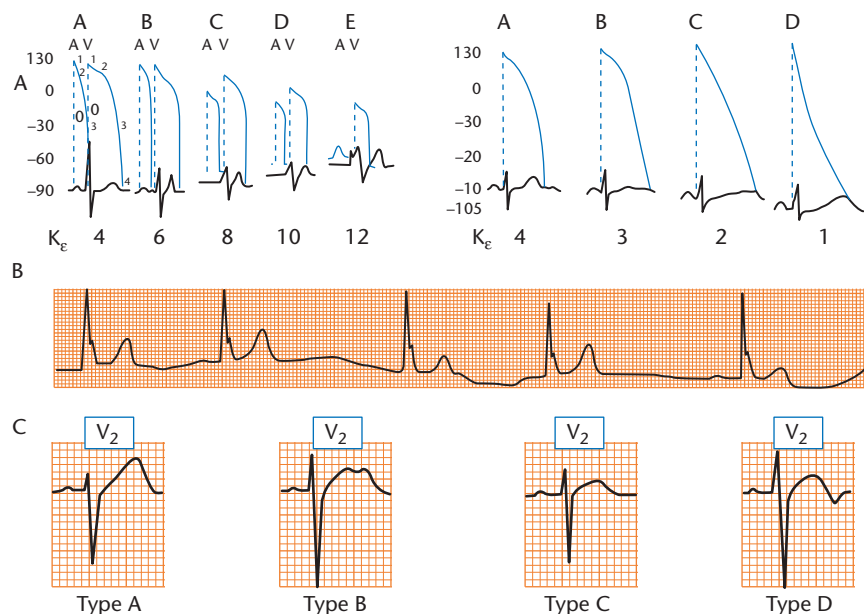 A B C D E A B C D
A V A V A V A V A V
A
130
0
–30
–60
–90
1 2 3 0 1 2 0 3 4
130
0
–30
–20
–10
–105
Kε 4 6 8 10 12 Kε 4 3 2 1
B
C
V2 V2 V2 V2
Type A Type B Type C Type D